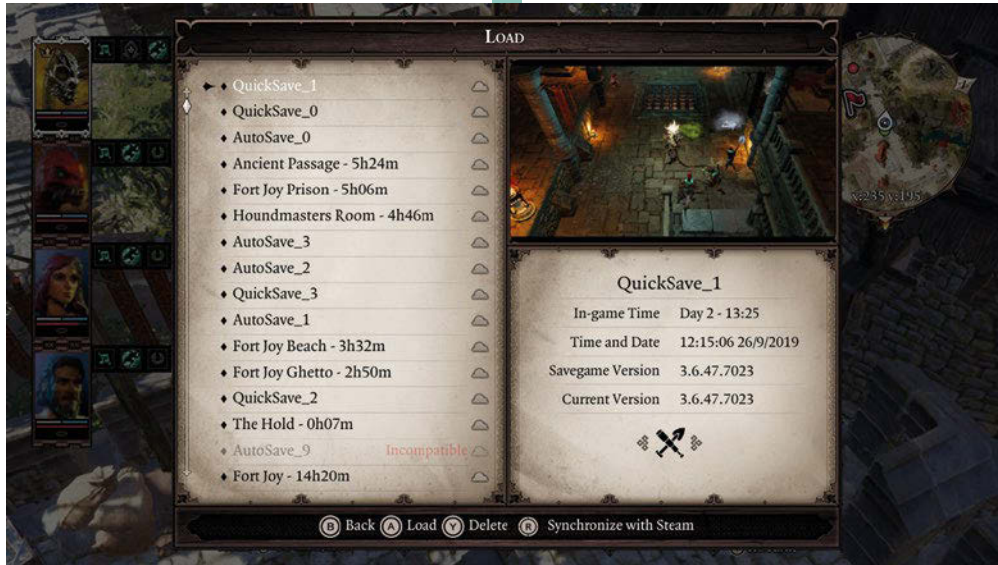 LOAD
QuickSave_1
QuickSave_0
AutoSave_0
Ancient Passage - 5h24m
Fort Joy Prison - 5h06m
Houndmasters Room - 4h46m
AutoSave_3
AutoSave_2
QuickSave_3
AutoSave_1
Fort Joy Beach - 3h32m
Fort Joy Ghetto - 2h50m
QuickSave_2
The Hold - 0h07m
AutoSave_9 Incompatible
Fort Joy - 14h20m
QuickSave_1
In-game Time Day 2 - 13:25
Time and Date 12:15:06 26/9/2019
Savegame Version 3.6.47.7023
Current Version 3.6.47.7023
x:235 y:195
B Back A Load Y Delete R Synchronize with Steam